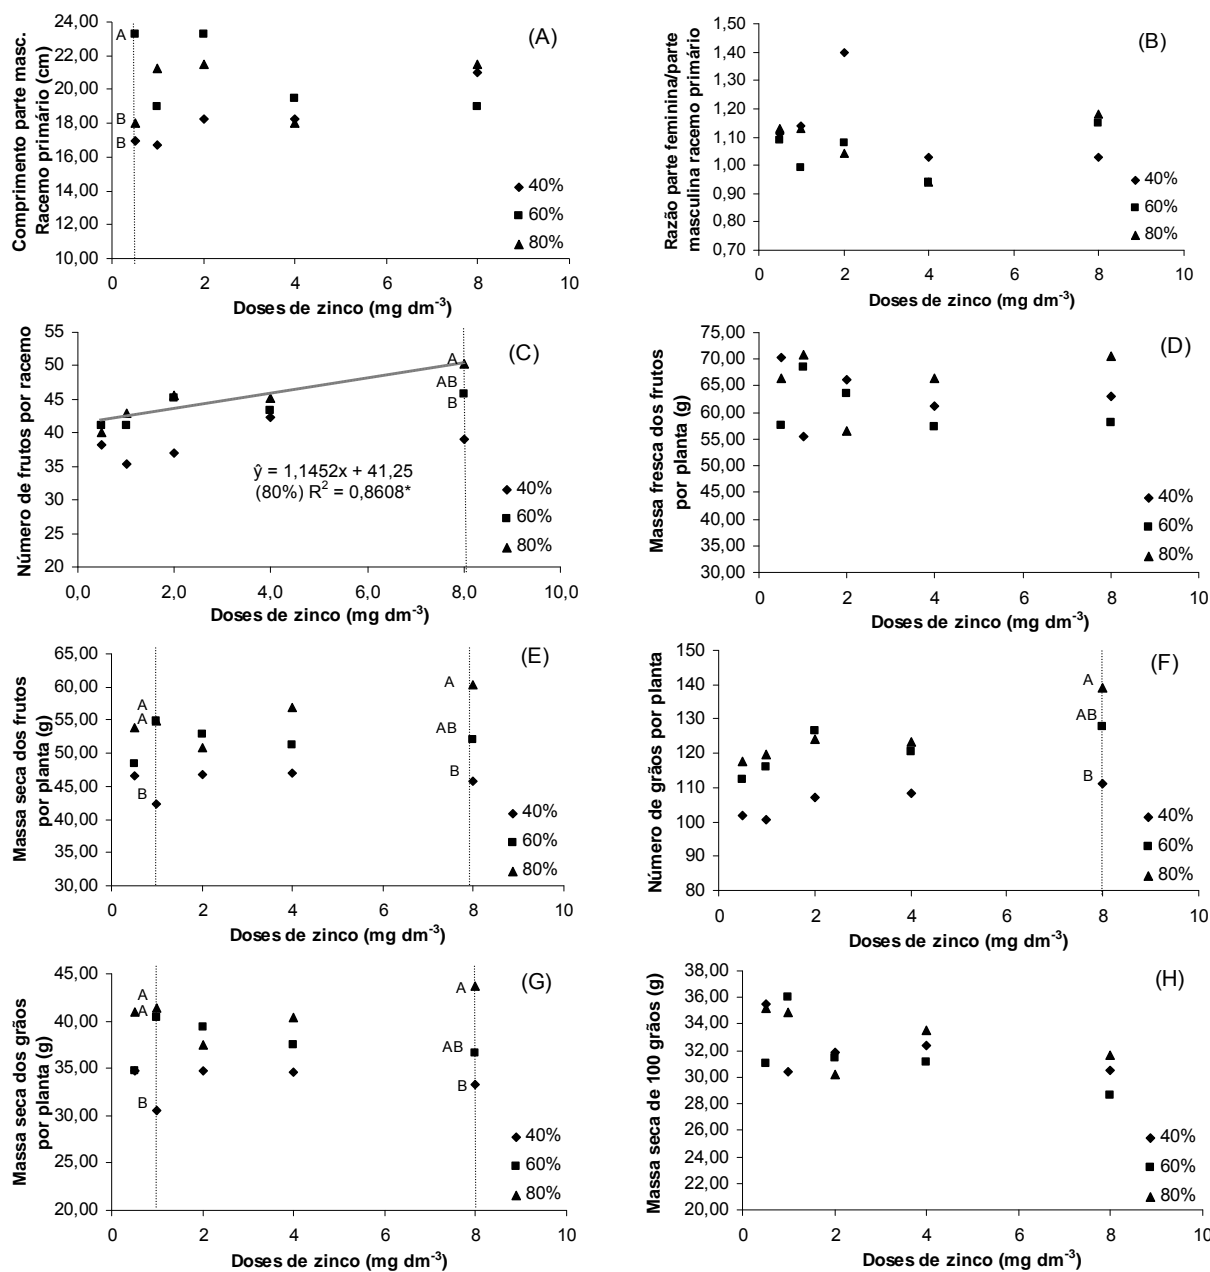 Comprimento parte masc.
Racemo primário (cm)
24,00
22,00
20,00
18,00
16,00
14,00
12,00
10,00
A
B
B
(A)
40%
60%
80%
0 2 4 6 8 10
Doses de zinco (mg dm-3)
Razão parte feminina/parte
masculina racemo primário
1,50
1,40
1,30
1,20
1,10
1,00
0,90
0,80
0,70
(B)
40%
60%
80%
0 2 4 6 8 10
Doses de zinco (mg dm-3)
Número de frutos por racemo
55
50
45
40
35
30
25
20
(C)
A
AB
B
ŷ = 1,1452x + 41,25
(80%) R2 = 0,8608*
40%
60%
80%
0,0 2,0 4,0 6,0 8,0 10,0
Doses de zinco (mg dm-3)
Massa fresca dos frutos
por planta (g)
75,00
70,00
65,00
60,00
55,00
50,00
45,00
40,00
35,00
30,00
(D)
40%
60%
80%
0 2 4 6 8 10
Doses de zinco (mg dm-3)
Massa seca dos frutos
por planta (g)
65,00
60,00
55,00
50,00
45,00
40,00
35,00
30,00
A
A
B
A
AB
B
(E)
40%
60%
80%
0 2 4 6 8 10
Doses de zinco (mg dm-3)
Número de grãos por planta
150
140
130
120
110
100
90
80
A
AB
B
(F)
40%
60%
80%
0 2 4 6 8 10
Doses de zinco (mg dm-3)
Massa seca dos grãos
por planta (g)
45,00
40,00
35,00
30,00
25,00
20,00
A
A
B
A
AB
B
(G)
40%
60%
80%
0 2 4 6 8 10
Doses de zinco (mg dm-3)
Massa seca de 100 grãos (g)
38,00
36,00
34,00
32,00
30,00
28,00
26,00
24,00
22,00
20,00
(H)
40%
60%
80%
0 2 4 6 8 10
Doses de zinco (mg dm-3)